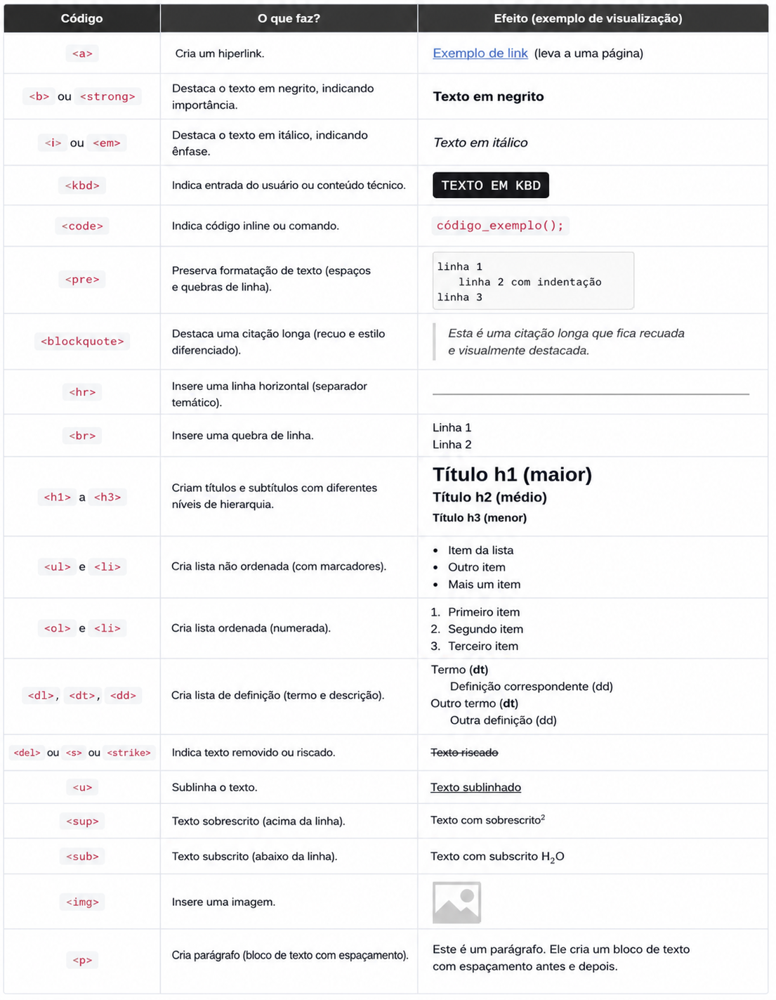 Código O que faz? Efeito (exemplo de visualização)
<a> Cria um hiperlink. Exemplo de link (leva a uma página)
<b> ou <strong> Destaca o texto em negrito, indicando
importância. Texto em negrito
<i> ou <em> Destaca o texto em itálico, indicando
ênfase. Texto em itálico
<kbd> Indica entrada do usuário ou conteúdo técnico. TEXTO EM KBD
<code> Indica código inline ou comando. código_exemplo();
<pre> Preserva formatação de texto (espaços
e quebras de linha).
linha 1
linha 2 com indentação
linha 3
<blockquote> Destaca uma citação longa (recuo e estilo
diferenciado).
Esta é uma citação longa que fica recuada
e visualmente destacada.
<hr> Insere uma linha horizontal (separador
temático).
<br> Insere uma quebra de linha.
Linha 1
Linha 2
<h1> a <h3> Criam títulos e subtítulos com diferentes
níveis de hierarquia.
Título h1 (maior)
Título h2 (médio)
Título h3 (menor)
<ul> e <li> Cria lista não ordenada (com marcadores).
• Item da lista
• Outro item
• Mais um item
<ol> e <li> Cria lista ordenada (numerada).
1. Primeiro item
2. Segundo item
3. Terceiro item
<dl>, <dt>, <dd> Cria lista de definição (termo e descrição).
Termo (dt)
Definição correspondente (dd)
Outro termo (dt)
Outra definição (dd)
<del> ou <s> ou <strike> Indica texto removido ou riscado. Texto riscado
<u> Sublinha o texto. Texto sublinhado
<sup> Texto sobrescrito (acima da linha). Texto com sobrescrito²
<sub> Texto subscrito (abaixo da linha). Texto com subscrito H₂O
<img> Insere uma imagem.
<p> Cria parágrafo (bloco de texto com espaçamento).
Este é um parágrafo. Ele cria um bloco de texto
com espaçamento antes e depois.